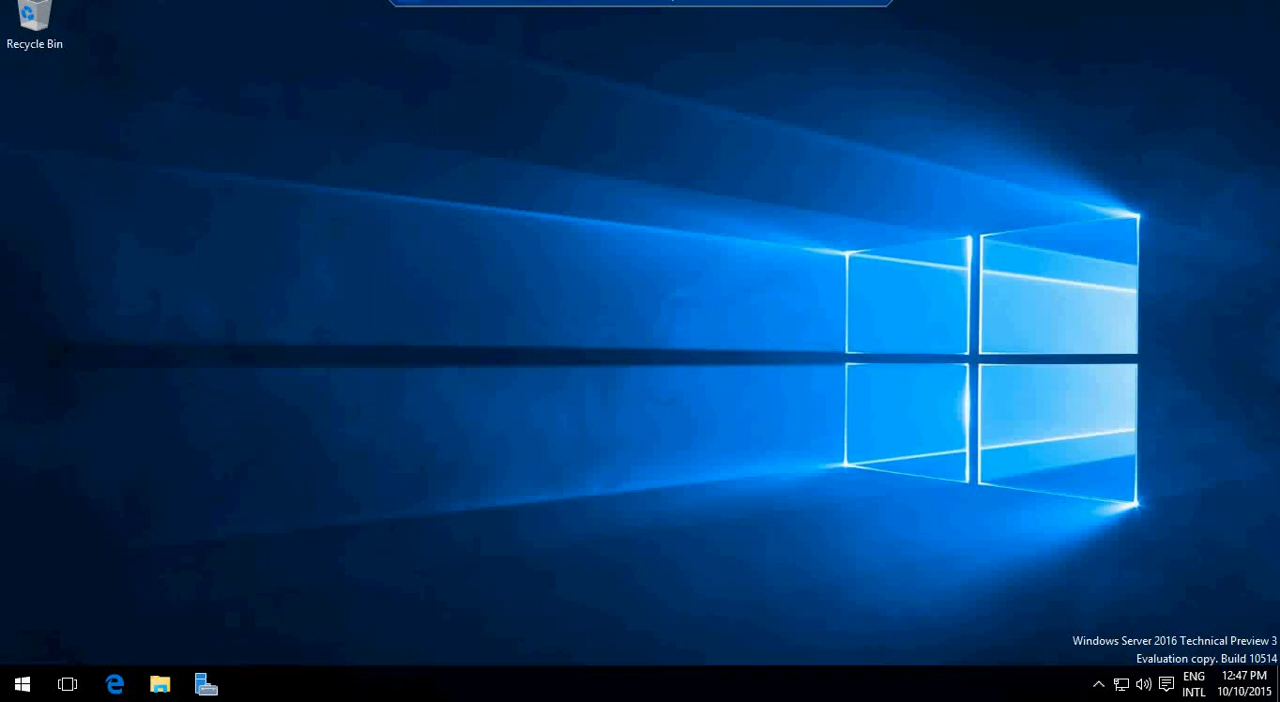 Recycle Bin
Windows Server 2016 Technical Preview 3
Evaluation copy. Build 10514
ENG
INTL
12:47 PM
10/10/2015